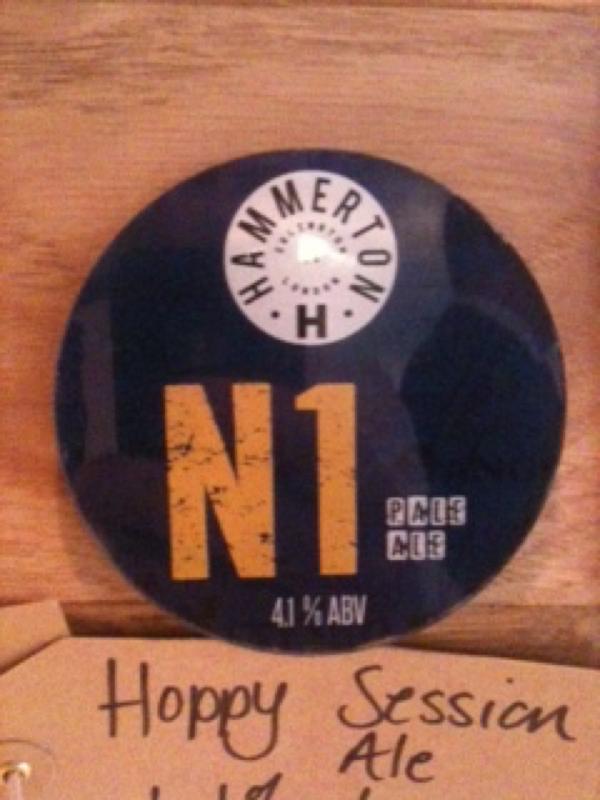 HAMMERTON
ISLINGTON
LONDON
· H ·
N1
PALE
ALE
4.1 % ABV
Hoppy Session
Ale